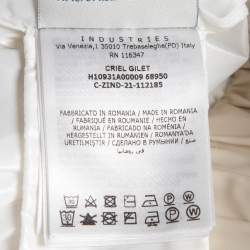 INDUSTRIES
Via Venezia,1 35010 Trebaseleghe(PD) Italy
RN 116347
CRIEL GILET
H10931A00009 68950
C-ZIND-21-112185
FABBRICATO IN ROMANIA / MADE IN ROMANIA
FABRIQUÉ EN ROUMANIE / HECHO EN
RUMANIA / FABRICADO NA ROMÉNIA /
HERGESTELLT IN RUMÄNIEN / ROMANYA'DA
URETILMIŞTIR / СДЕЛАНО В РУМЫНИИ /